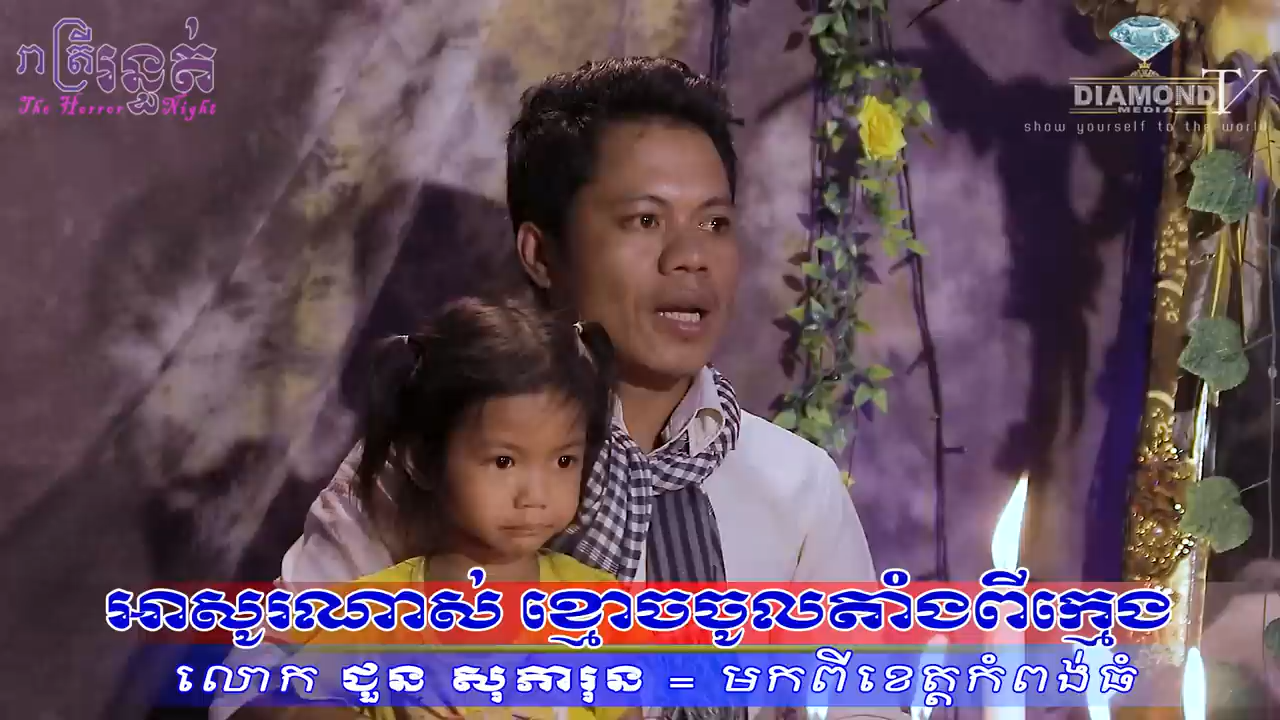 រាត្រីរន្ធត់
The Horror Night
DIAMOND TV
MEDIA
show yourself to the world
អាសូរណាស់ ខ្មោចចូលតាំងពីក្មេង
លោក ជួន សុភារុន = មកពីខេត្តកំពង់ធំ